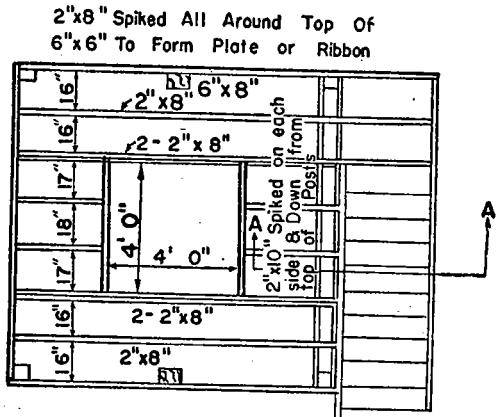 2"x8" Spiked All Around Top Of
6"x6" To Form Plate or Ribbon
16"
6"x8"
2"x8"
16"
2-2"x8"
17"
18"
17"
4' 0"
4' 0"
2"x10" Spiked on each
side & Down from
top of Posts
A
A
16"
2-2"x8"
16"
2"x8"